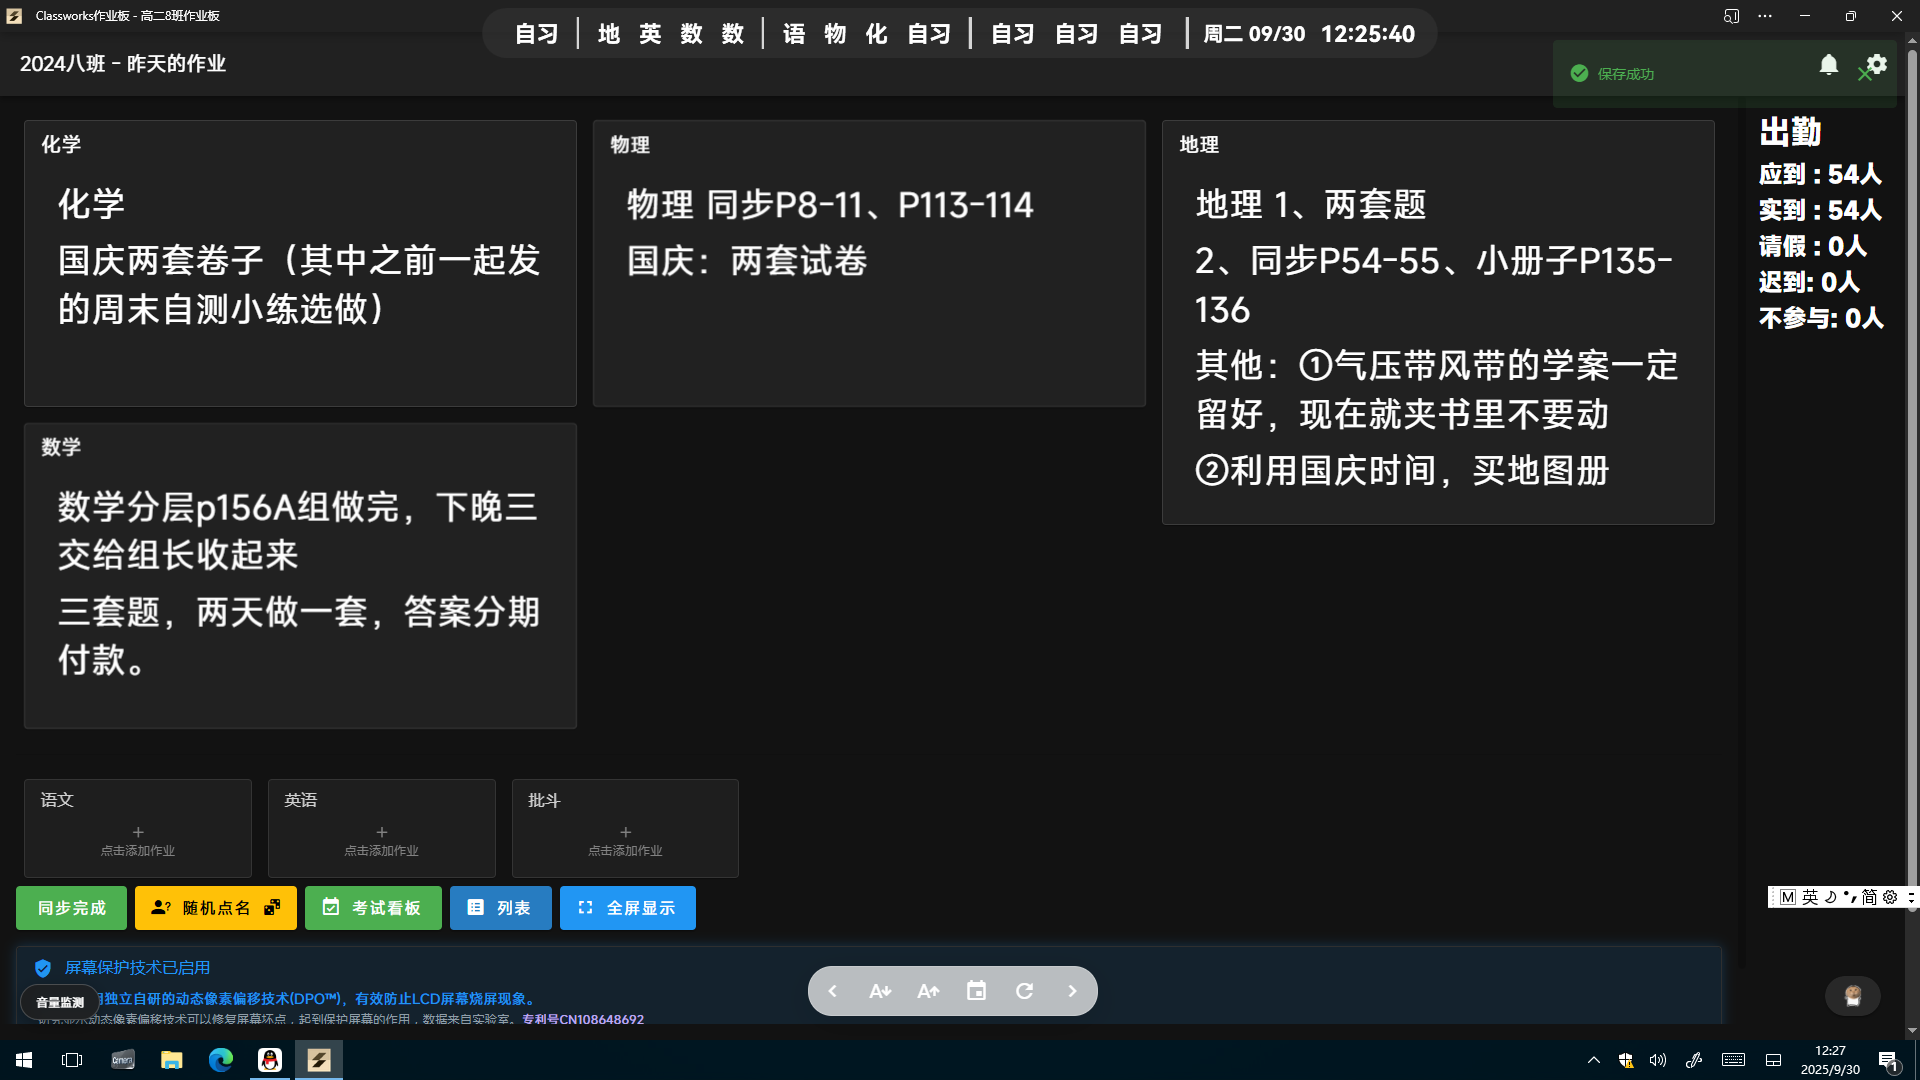 Classworks作业板 - 高二8班作业板
自习 | 地 英 数 数 | 语 物 化 自习 | 自习 自习 自习 | 周二 09/30 12:25:40
2024八班 - 昨天的作业
保存成功
化学
化学
国庆两套卷子（其中之前一起发
的周末自测小练选做）
物理
物理 同步P8-11、P113-114
国庆：两套试卷
地理
地理 1、两套题
2、同步P54-55、小册子P135-
136
其他：①气压带风带的学案一定
留好，现在就夹书里不要动
②利用国庆时间，买地图册
出勤
应到 : 54人
实到 : 54人
请假 : 0人
迟到: 0人
不参与: 0人
数学
数学分层p156A组做完，下晚三
交给组长收起来
三套题，两天做一套，答案分期
付款。
语文
点击添加作业
英语
点击添加作业
批斗
点击添加作业
同步完成
随机点名
考试看板
列表
全屏显示
M 英 简
屏幕保护技术已启用
独立自研的动态像素偏移技术(DPO™)，有效防止LCD屏幕烧屏现象。
音量监测
动态像素偏移技术可以修复屏幕坏点，起到保护屏幕的作用，数据来自实验室。专利号CN108648692
12:27
2025/9/30
1